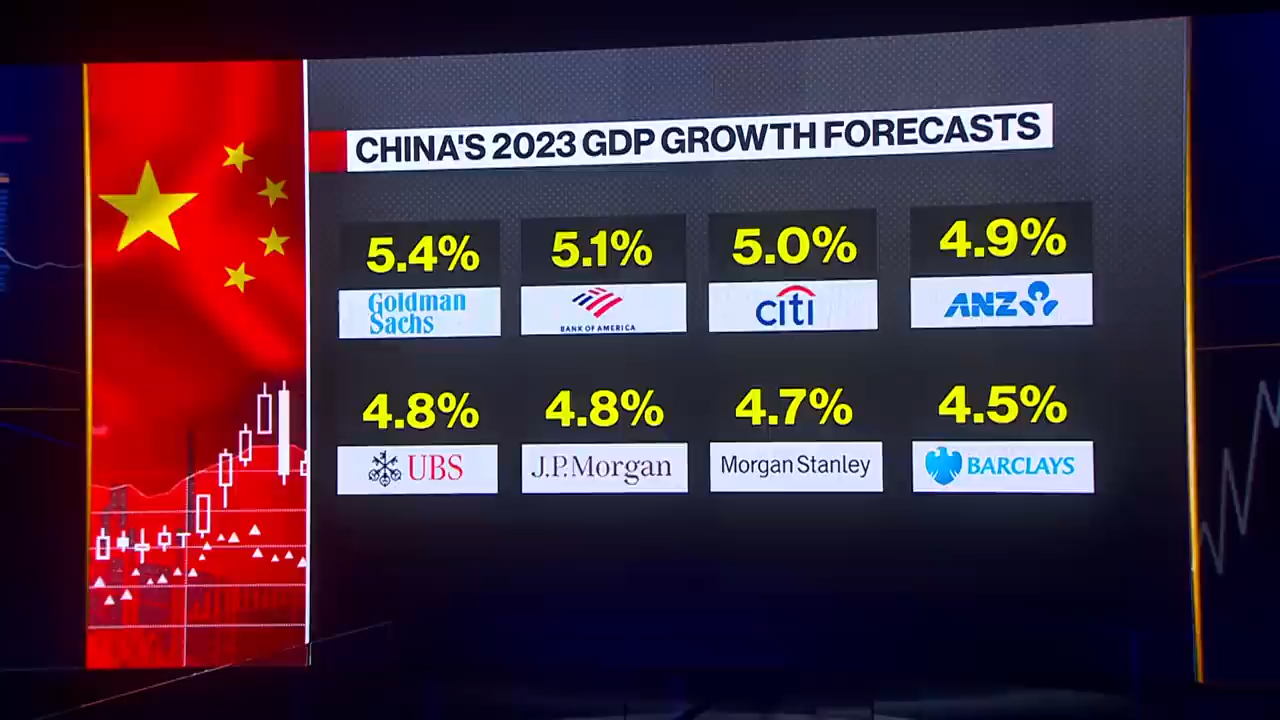 CHINA'S 2023 GDP GROWTH FORECASTS
5.4%
Goldman
Sachs
5.1%
BANK OF AMERICA
5.0%
citi
4.9%
ANZ
4.8%
UBS
4.8%
J.P.Morgan
4.7%
Morgan Stanley
4.5%
BARCLAYS